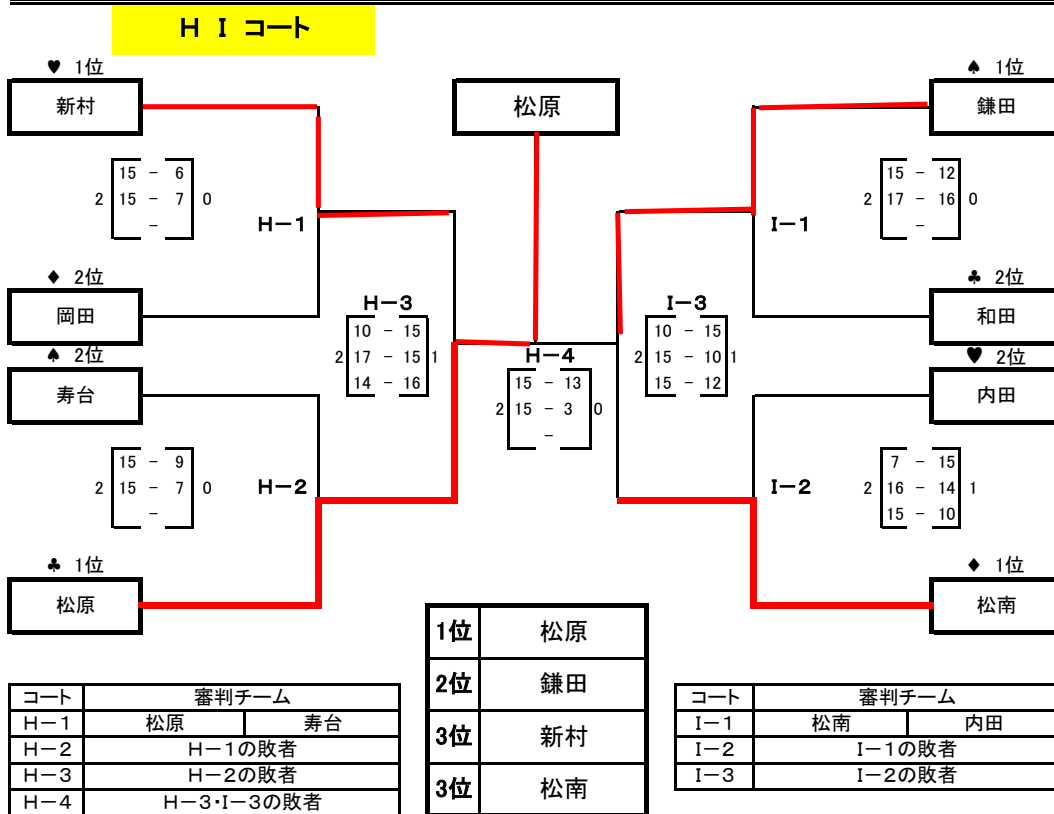 H I コート
♥ 1位
新村
松原
♠ 1位
鎌田
15 - 6
2 15 - 7 0
-
H-1
15 - 12
2 17 - 16 0
-
I-1
♦ 2位
岡田
♣ 2位
和田
H-3
10 - 15
2 17 - 15 1
14 - 16
I-3
10 - 15
2 15 - 10 1
15 - 12
♠ 2位
寿台
♥ 2位
内田
H-4
15 - 13
2 15 - 3 0
-
15 - 9
2 15 - 7 0
-
H-2
7 - 15
2 16 - 14 1
15 - 10
I-2
♣ 1位
松原
♦ 1位
松南
1位 松原
2位 鎌田
3位 新村
3位 松南
コート 審判チーム
H-1 松原 寿台
H-2 H-1の敗者
H-3 H-2の敗者
H-4 H-3・I-3の敗者
コート 審判チーム
I-1 松南 内田
I-2 I-1の敗者
I-3 I-2の敗者